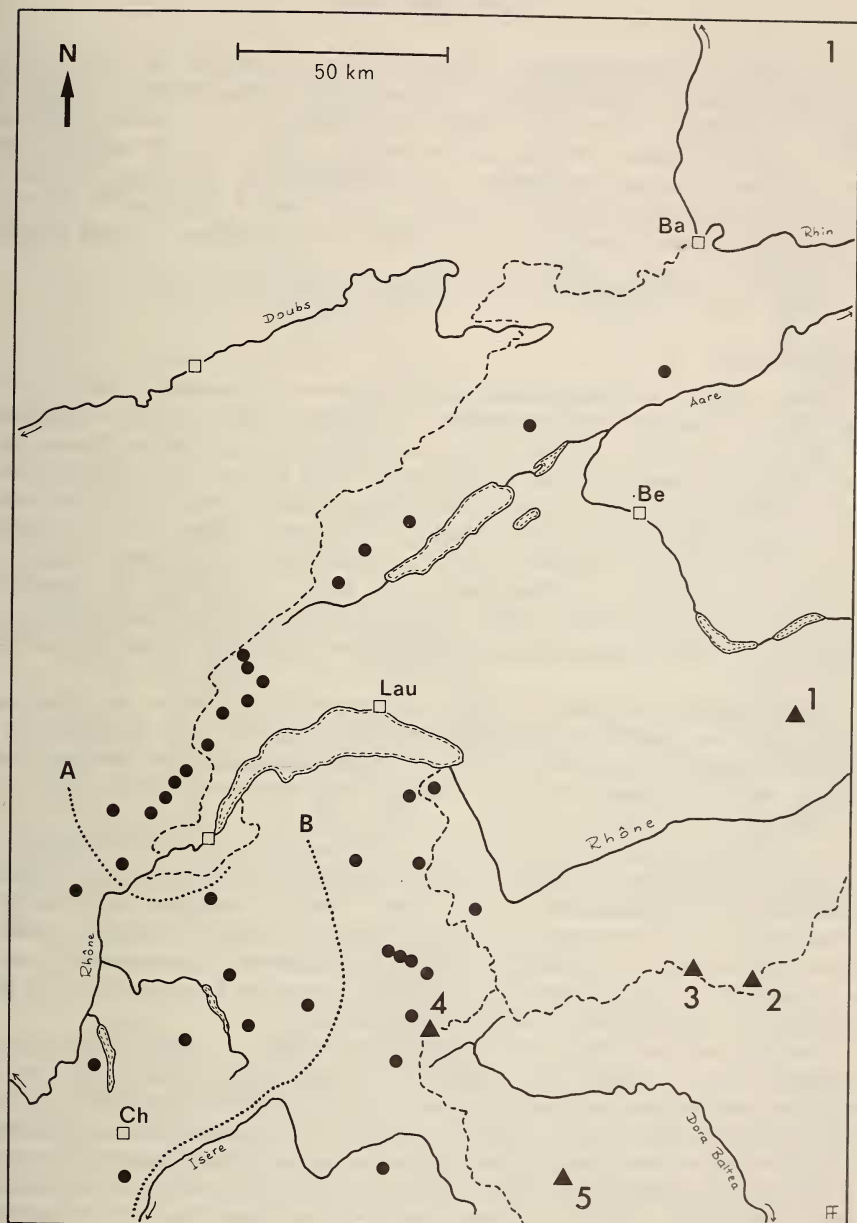 N
50 km
1
Ba
Rhin
Doubs
Aare
Be
Lau
1
A
B
Rhône
Rhône
3
2
4
Ch
Isère
Dora Baltea
5
FF